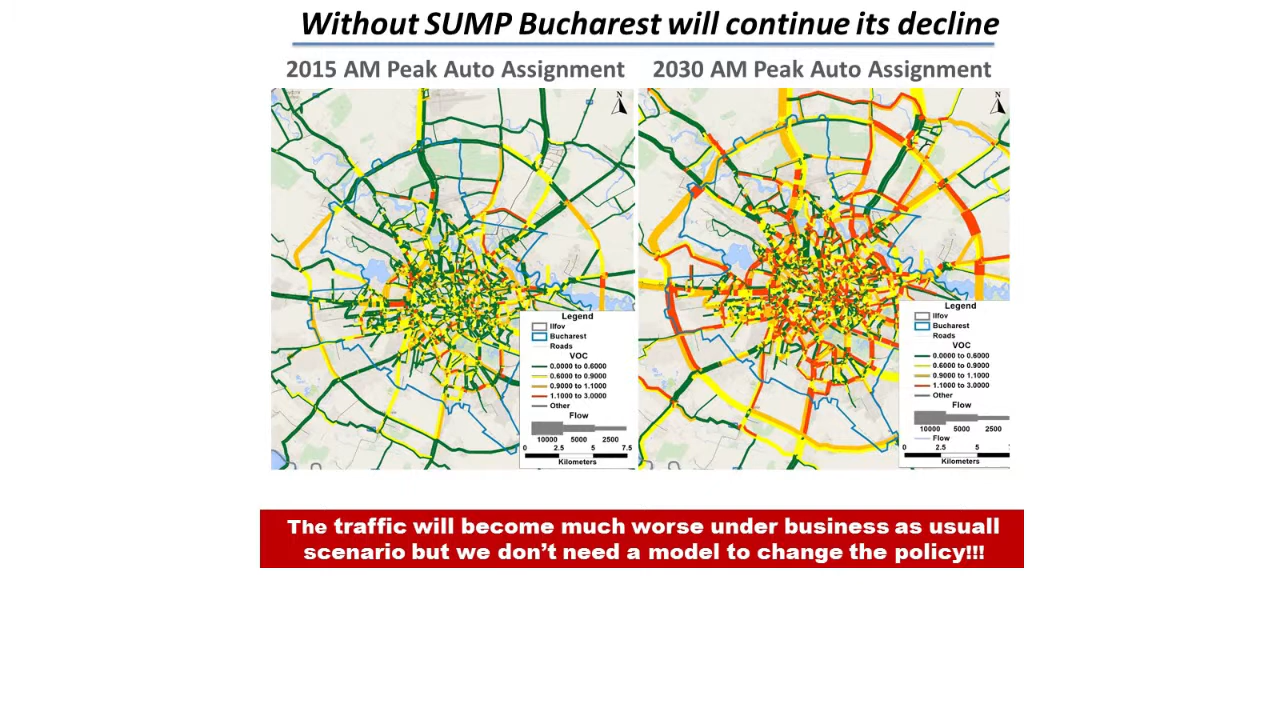 Without SUMP Bucharest will continue its decline
2015 AM Peak Auto Assignment
2030 AM Peak Auto Assignment
N
Legend
Ilfov
Bucharest
Roads
VOC
0.0000 to 0.6000
0.6000 to 0.9000
0.9000 to 1.1000
1.1000 to 3.0000
Other
Flow
10000 5000 2500
0 2.5 5 7.5
Kilometers
N
Legend
Ilfov
Bucharest
Roads
VOC
0.0000 to 0.6000
0.6000 to 0.9000
0.9000 to 1.1000
1.1000 to 3.0000
Other
Flow
10000 5000 2500
Flow
0 2.5 5
Kilometers
The traffic will become much worse under business as usuall
scenario but we don't need a model to change the policy!!!